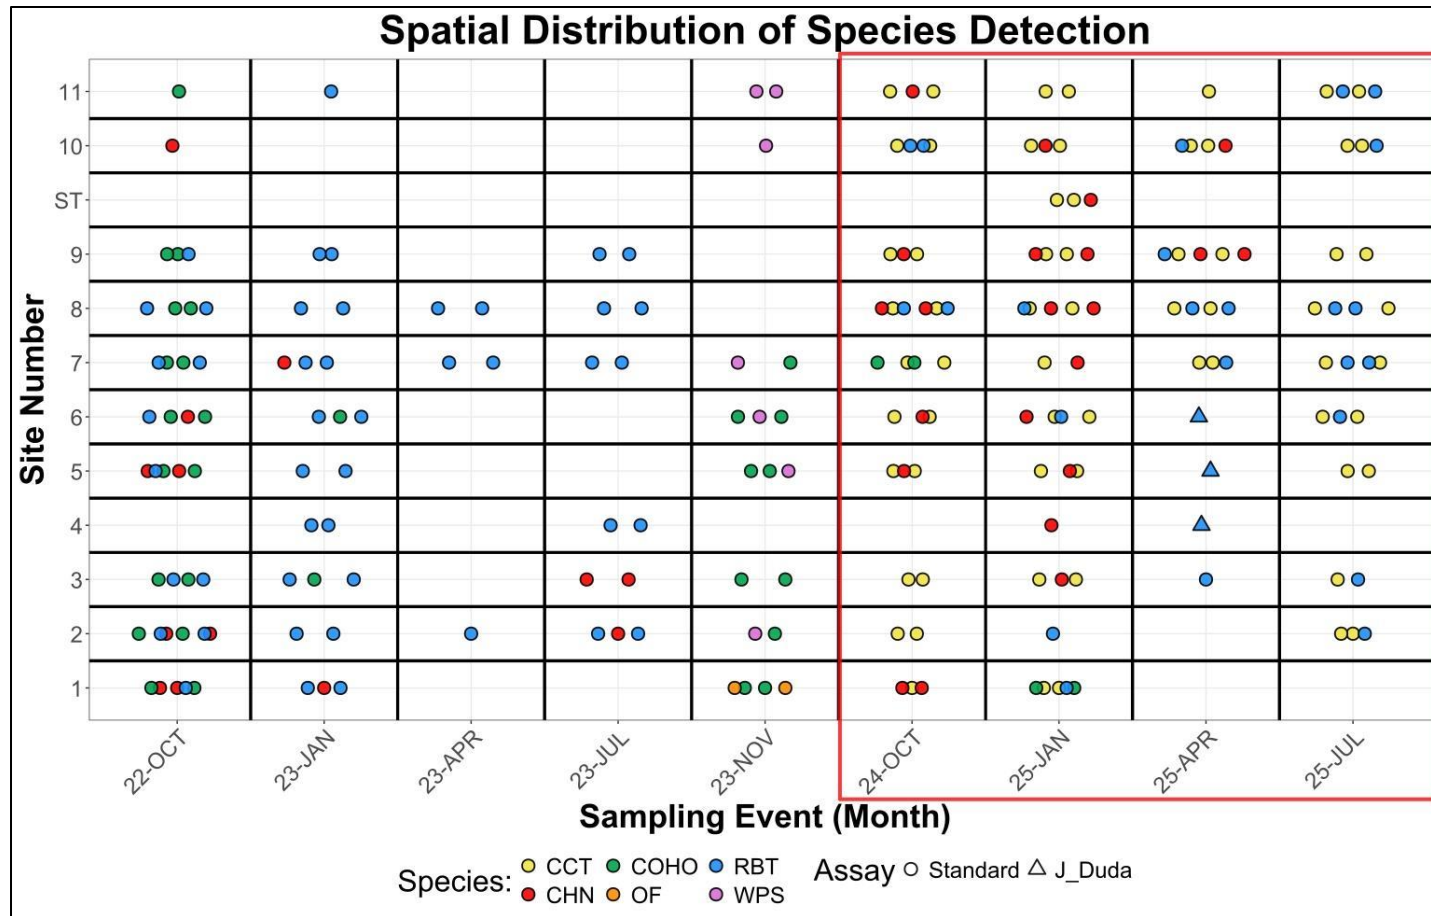 Spatial Distribution of Species Detection
11
10
ST
9
8
7
6
5
4
3
2
1
Site Number
22-OCT
23-JAN
23-APR
23-JUL
23-NOV
24-OCT
25-JAN
25-APR
25-JUL
Sampling Event (Month)
Species: CCT COHO RBT Assay Standard J_Duda
CHN OF WPS